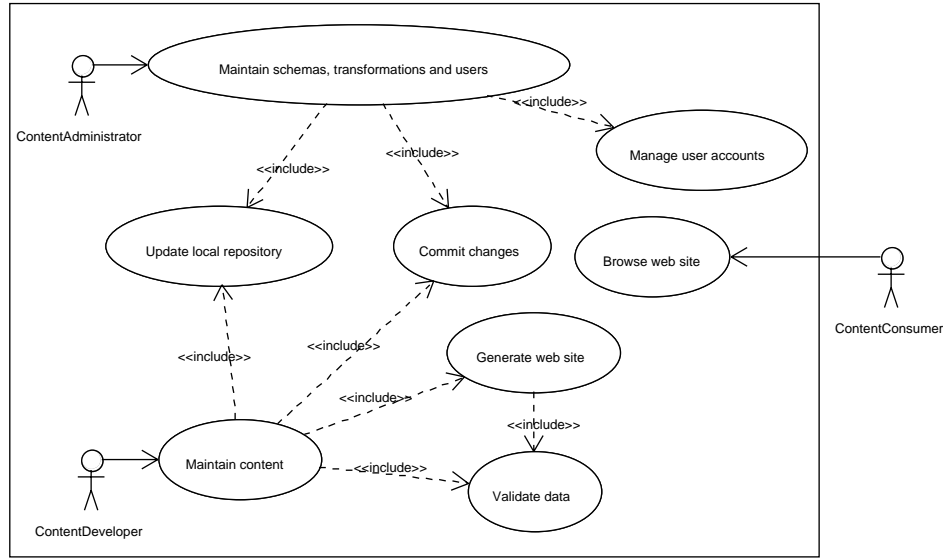 Maintain schemas, transformations and users
<<include>>
ContentAdministrator
Manage user accounts
<<include>>
<<include>>
Update local repository
Commit changes
Browse web site
ContentConsumer
<<include>>
<<include>>
Generate web site
<<include>>
<<include>>
Maintain content
<<include>>
Validate data
ContentDeveloper